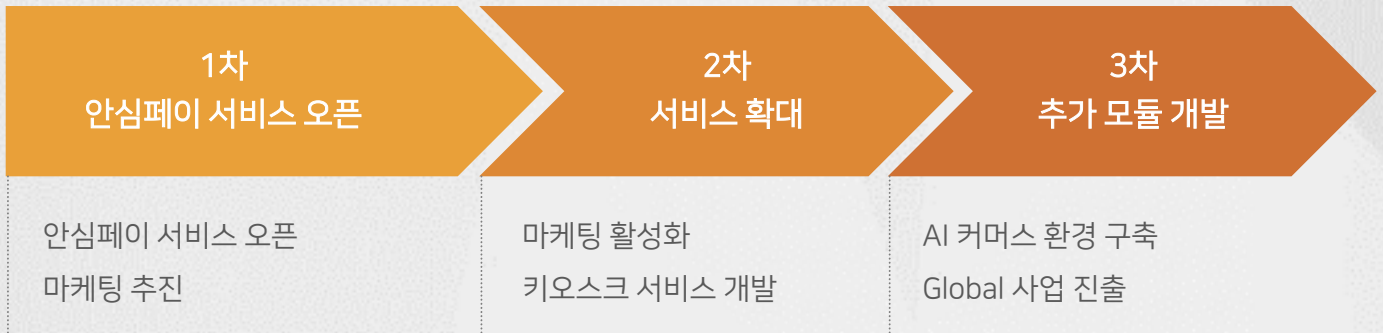 1차
안심페이 서비스 오픈
2차
서비스 확대
3차
추가 모듈 개발
안심페이 서비스 오픈
마케팅 추진
마케팅 활성화
키오스크 서비스 개발
AI 커머스 환경 구축
Global 사업 진출